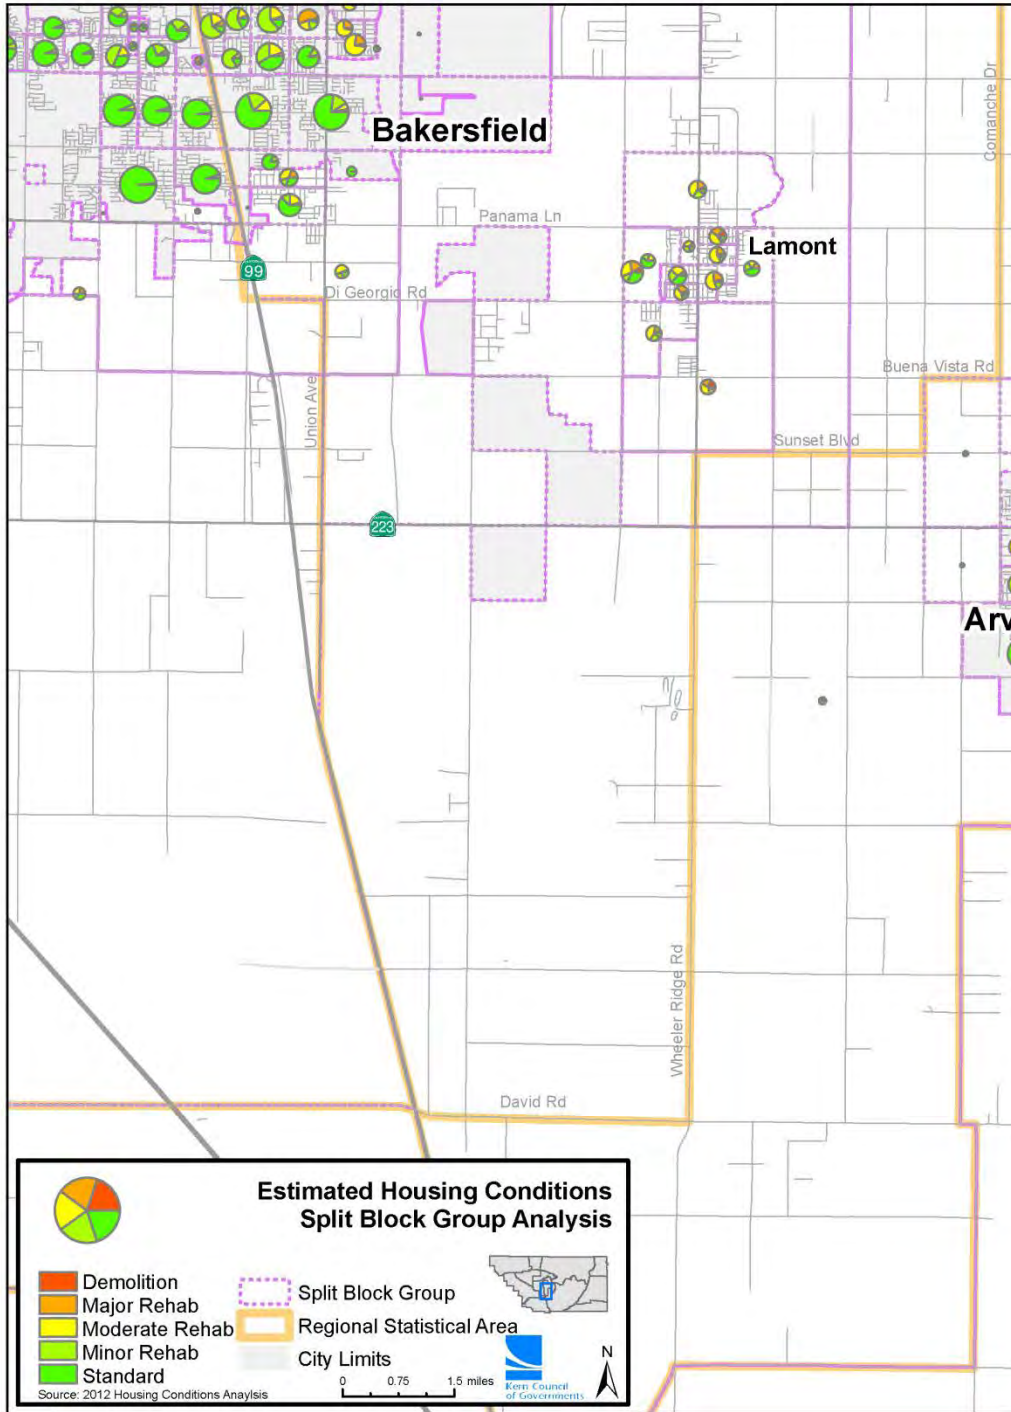 Comanche Dr
Bakersfield
Panama Ln
Lamont
99
Di Georgio Rd
Buena Vista Rd
Union Ave
Sunset Blvd
223
Arv
Wheeler Ridge Rd
David Rd
Estimated Housing Conditions
Split Block Group Analysis
Demolition
Major Rehab
Moderate Rehab
Minor Rehab
Standard
Split Block Group
Regional Statistical Area
City Limits
0 0.75 1.5 miles
Kern Council
of Governments
N
Source: 2012 Housing Conditions Anaylsis